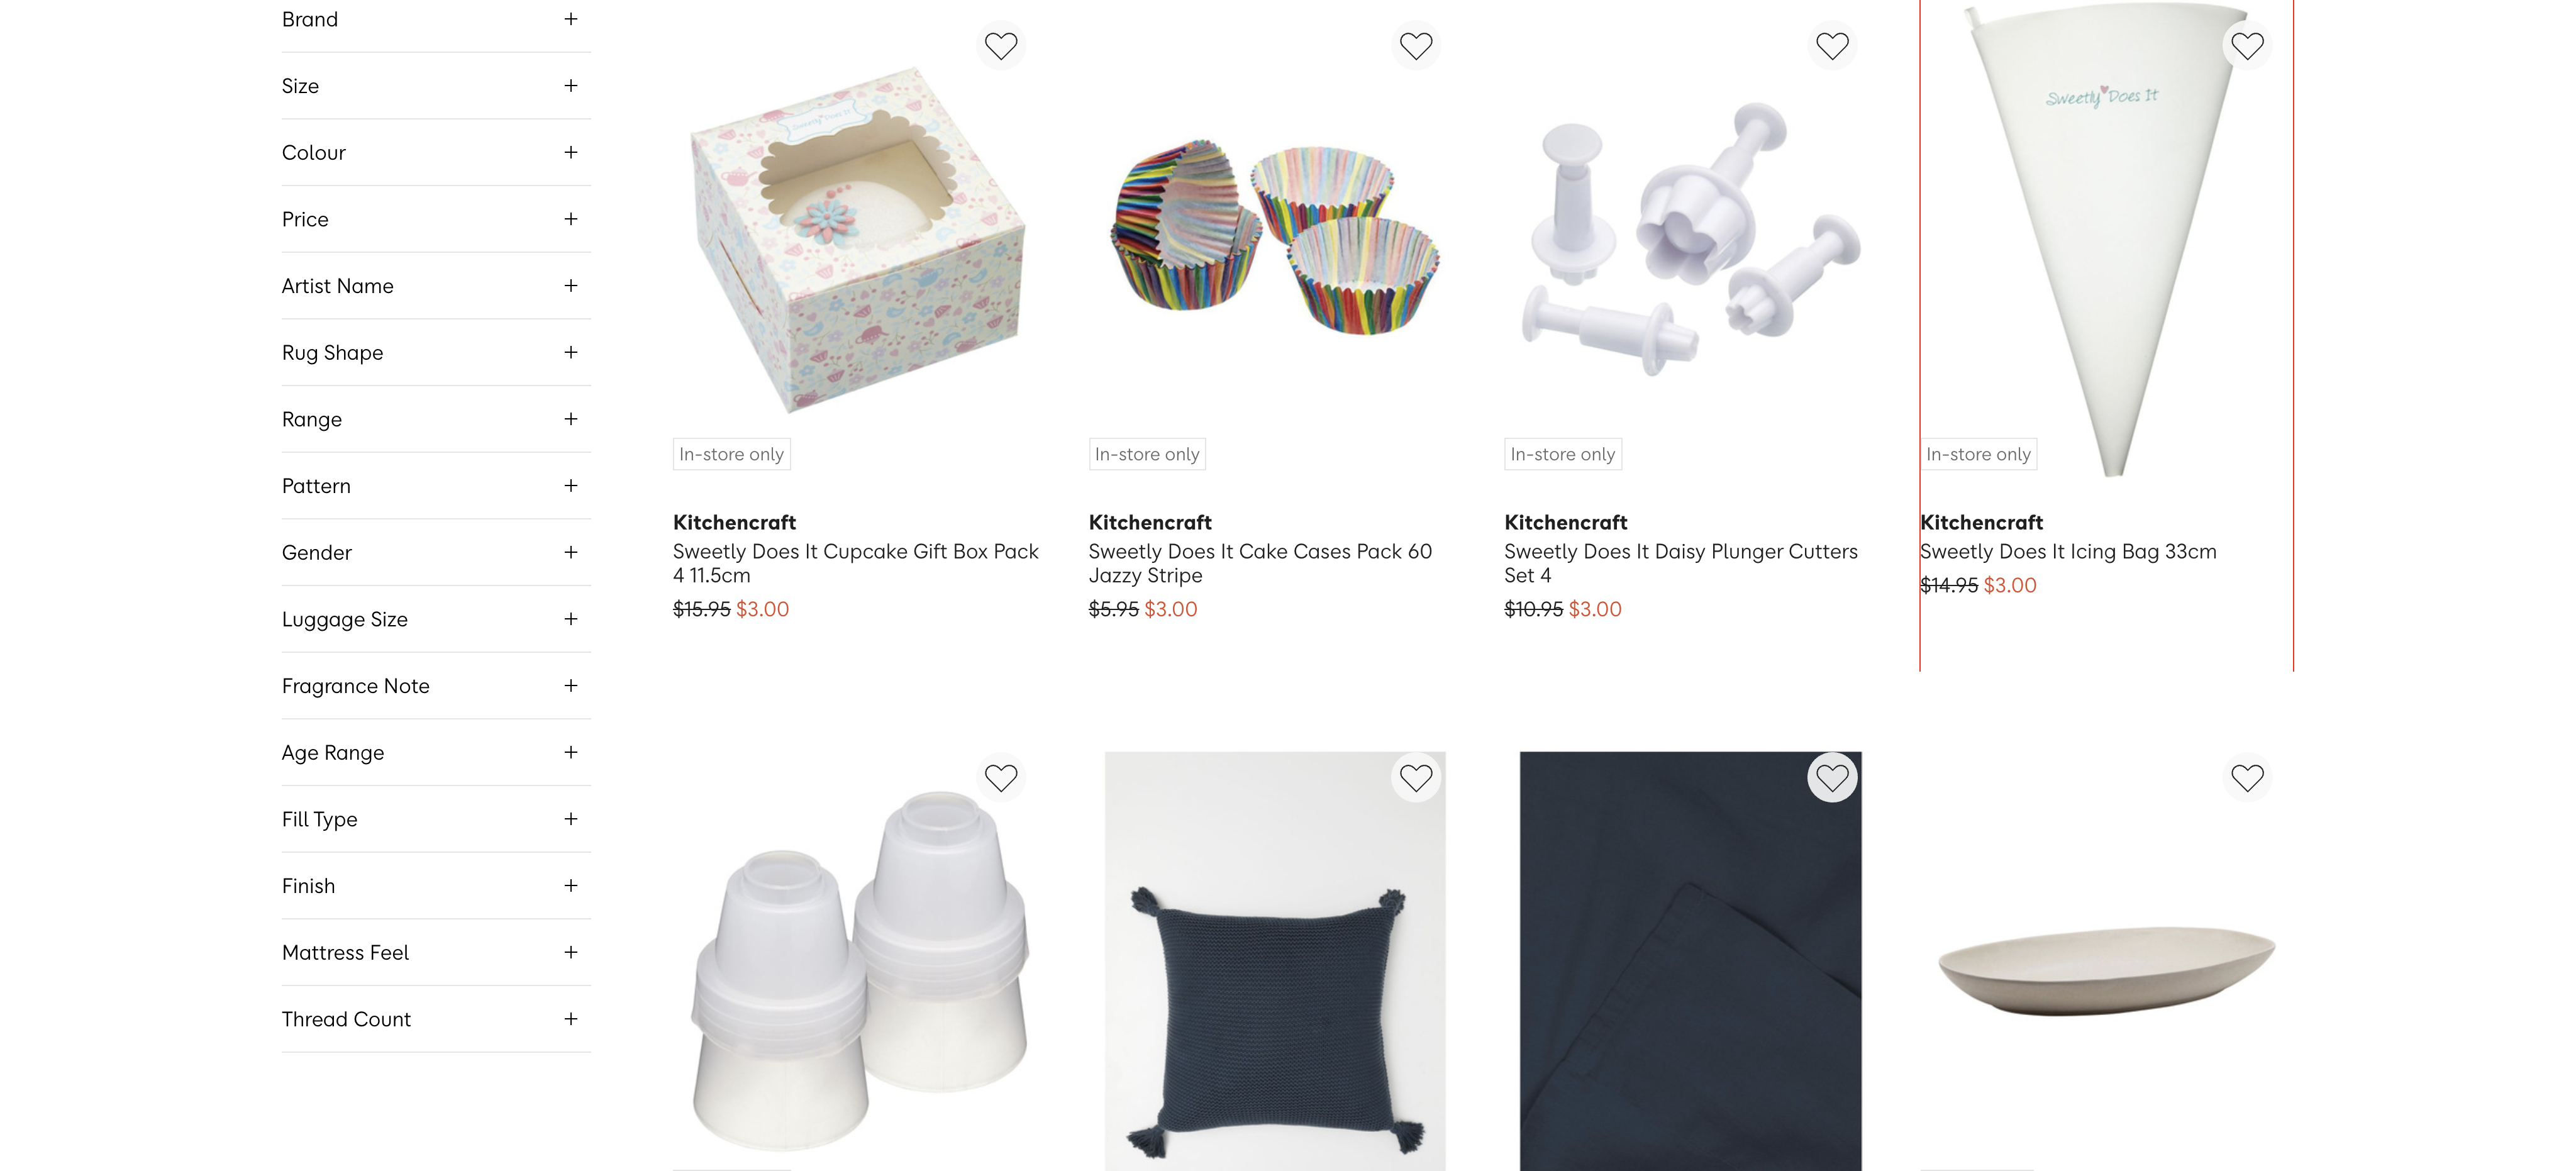 Brand
Size
Colour
Price
Artist Name
Rug Shape
Range
Pattern
Gender
Luggage Size
Fragrance Note
Age Range
Fill Type
Finish
Mattress Feel
Thread Count
Sweetly Does It
In-store only
Kitchencraft
Sweetly Does It Cupcake Gift Box Pack
4 11.5cm
$15.95 $3.00
In-store only
Kitchencraft
Sweetly Does It Cake Cases Pack 60
Jazzy Stripe
$5.95 $3.00
In-store only
Kitchencraft
Sweetly Does It Daisy Plunger Cutters
Set 4
$10.95 $3.00
Sweetly Does It
In-store only
Kitchencraft
Sweetly Does It Icing Bag 33cm
$14.95 $3.00